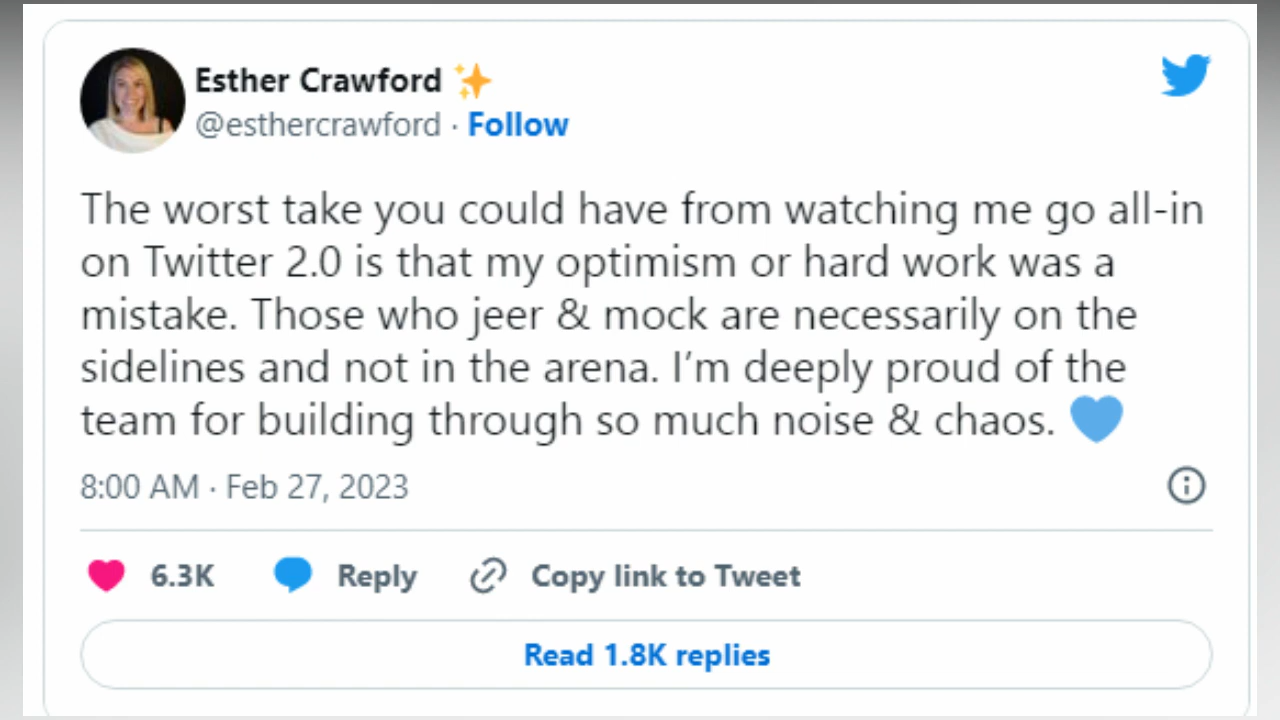 Esther Crawford ✨
@esthercrawford · Follow
The worst take you could have from watching me go all-in
on Twitter 2.0 is that my optimism or hard work was a
mistake. Those who jeer & mock are necessarily on the
sidelines and not in the arena. I’m deeply proud of the
team for building through so much noise & chaos. 💙
8:00 AM · Feb 27, 2023
6.3K Reply Copy link to Tweet
Read 1.8K replies